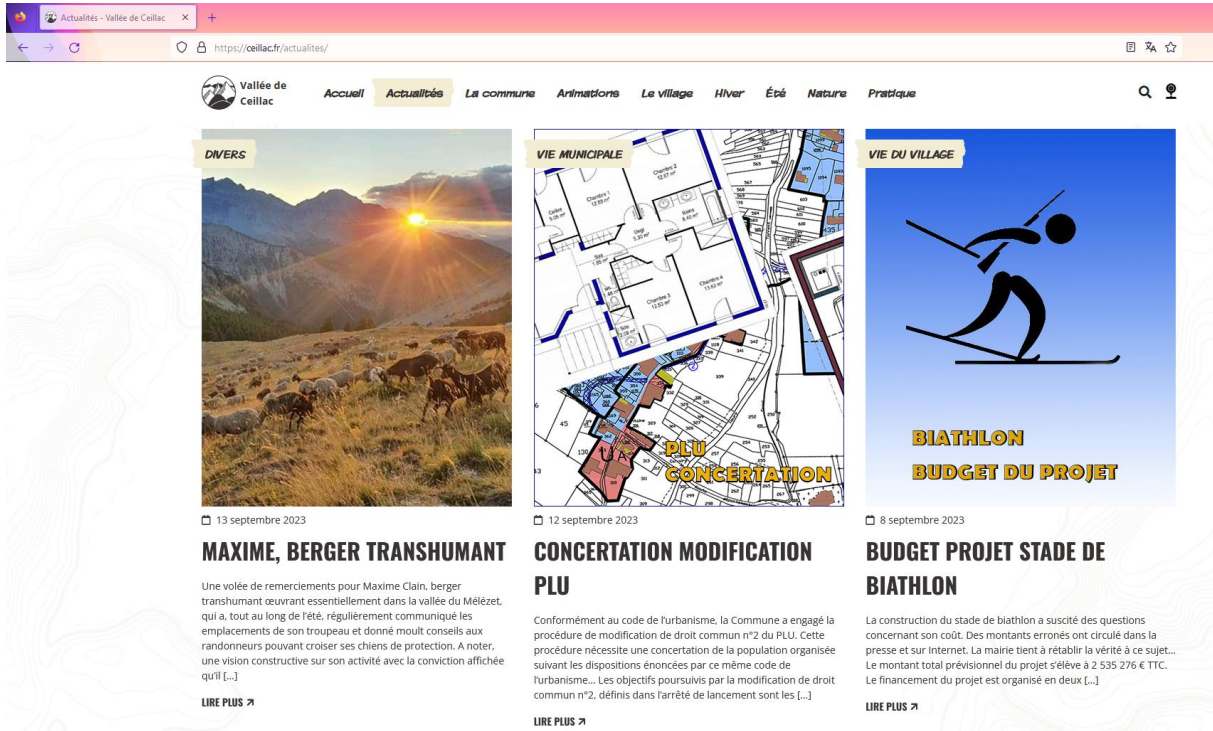 Actualités - Vallée de Ceillac
https://ceillac.fr/actualites/
Vallée de
Ceillac
Accueil
Actualités
La commune
Animations
Le village
Hiver
Été
Nature
Pratique
DIVERS
13 septembre 2023
MAXIME, BERGER TRANSHUMANT
Une volée de remerciements pour Maxime Clain, berger
transhumant œuvrant essentiellement dans la vallée du Mélézet,
qui a, tout au long de l'été, régulièrement communiqué les
emplacements de son troupeau et donné moult conseils aux
randonneurs pouvant croiser ses chiens de protection. A noter,
une vision constructive sur son activité avec la conviction affichée
qu'il […]
LIRE PLUS
VIE MUNICIPALE
Chambre 2
12.67 m²
Chambre 1
Chambre 3
Chambre 4
PLU
CONCERTATION
12 septembre 2023
CONCERTATION MODIFICATION
PLU
Conformément au code de l'urbanisme, la Commune a engagé la
procédure de modification de droit commun n°2 du PLU. Cette
procédure nécessite une concertation de la population organisée
suivant les dispositions énoncées par ce même code de
l'urbanisme… Les objectifs poursuivis par la modification de droit
commun n°2, définis dans l'arrêté de lancement sont les […]
LIRE PLUS
VIE DU VILLAGE
BIATHLON
BUDGET DU PROJET
8 septembre 2023
BUDGET PROJET STADE DE
BIATHLON
La construction du stade de biathlon a suscité des questions
concernant son coût. Des montants erronés ont circulé dans la
presse et sur Internet. La mairie tient à rétablir la vérité à ce sujet…
Le montant total prévisionnel du projet s'élève à 2 535 276 € TTC.
Le financement du projet est organisé en deux […]
LIRE PLUS